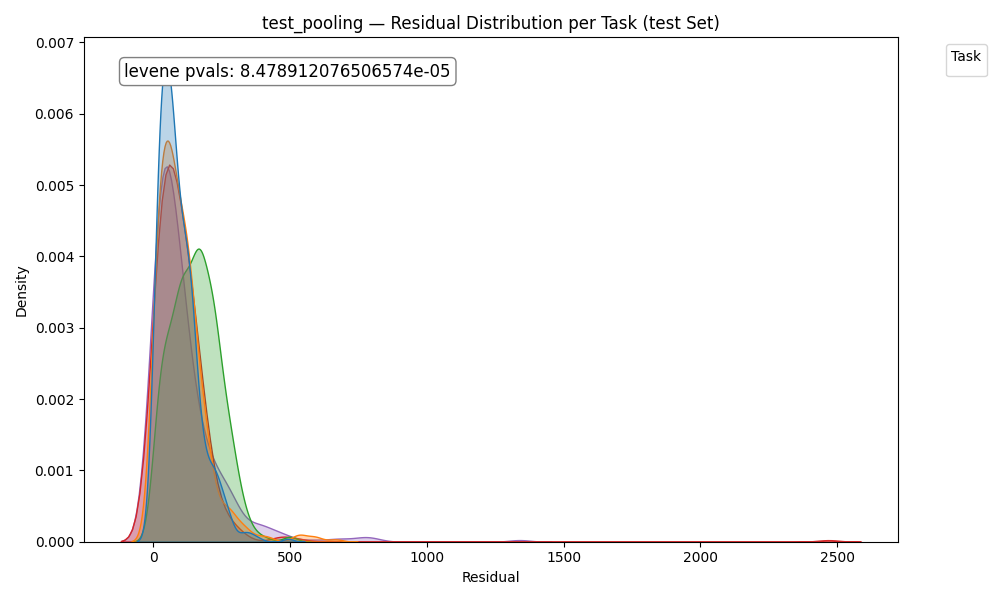 test_pooling — Residual Distribution per Task (test Set)
levene pvals: 8.478912076506574e-05
Task
0.007
0.006
0.005
0.004
0.003
0.002
0.001
0.000
Density
0
500
1000
1500
2000
2500
Residual